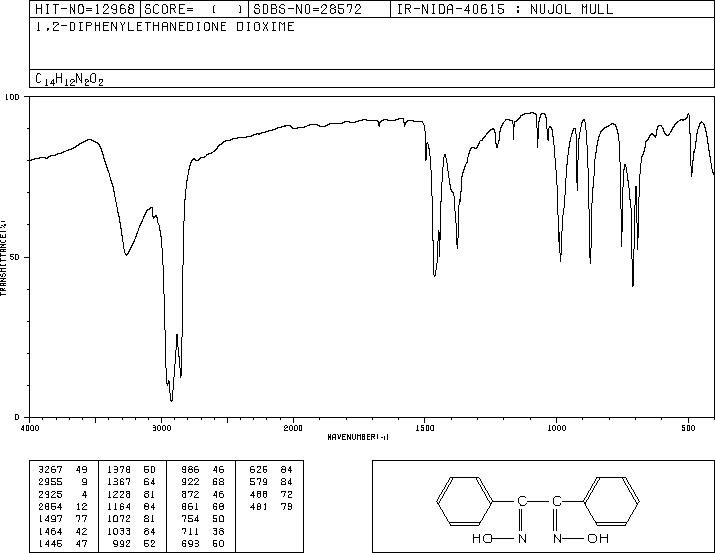 HIT-NO=12968 SCORE= ( ) SDBS-NO=28572 IR-NIDA-40615 : NUJOL MULL
1,2-DIPHENYLETHANEDIONE DIOXIME
C14H12N2O2
100
50
0
TRANSMITTANCE(%)
4000 3000 2000 1500 1000 500
WAVENUMBER(-1)
3267 49 1378 50 986 46 625 84
2955 9 1367 64 922 68 579 84
2925 4 1228 81 872 46 488 72
2854 12 1164 84 861 68 481 79
1497 77 1072 81 754 50
1464 42 1033 84 711 38
1445 47 992 52 693 50
C C
HO N N OH